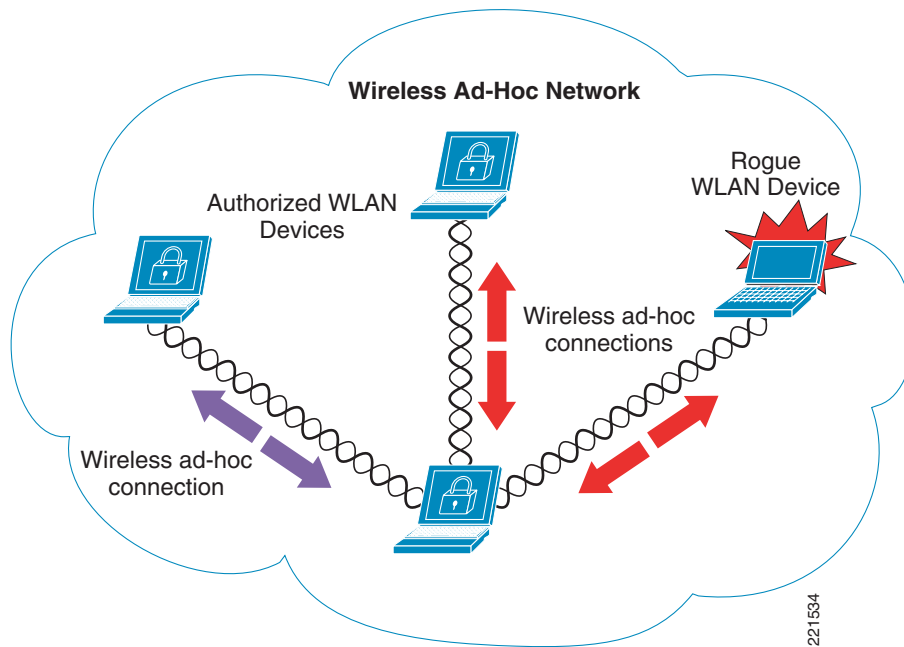 Wireless Ad-Hoc Network
Rogue
WLAN Device
Authorized WLAN
Devices
Wireless ad-hoc
connections
Wireless ad-hoc
connection
221534